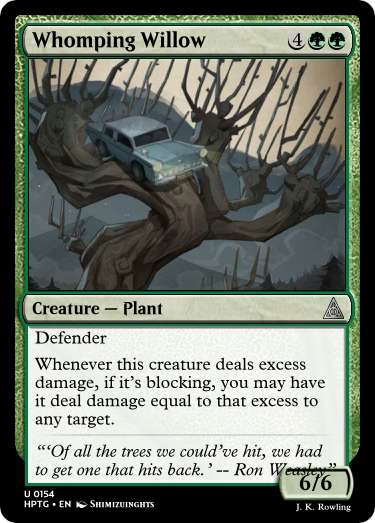 Whomping Willow 4
Creature — Plant
Defender
Whenever this creature deals excess
damage, if it's blocking, you may have
it deal damage equal to that excess to
any target.
“‘Of all the trees we could’ve hit, we had
to get one that hits back.’ -- Ron Weasley”
6/6
U 0154
HPTG • EN Shimizuinghts
J. K. Rowling